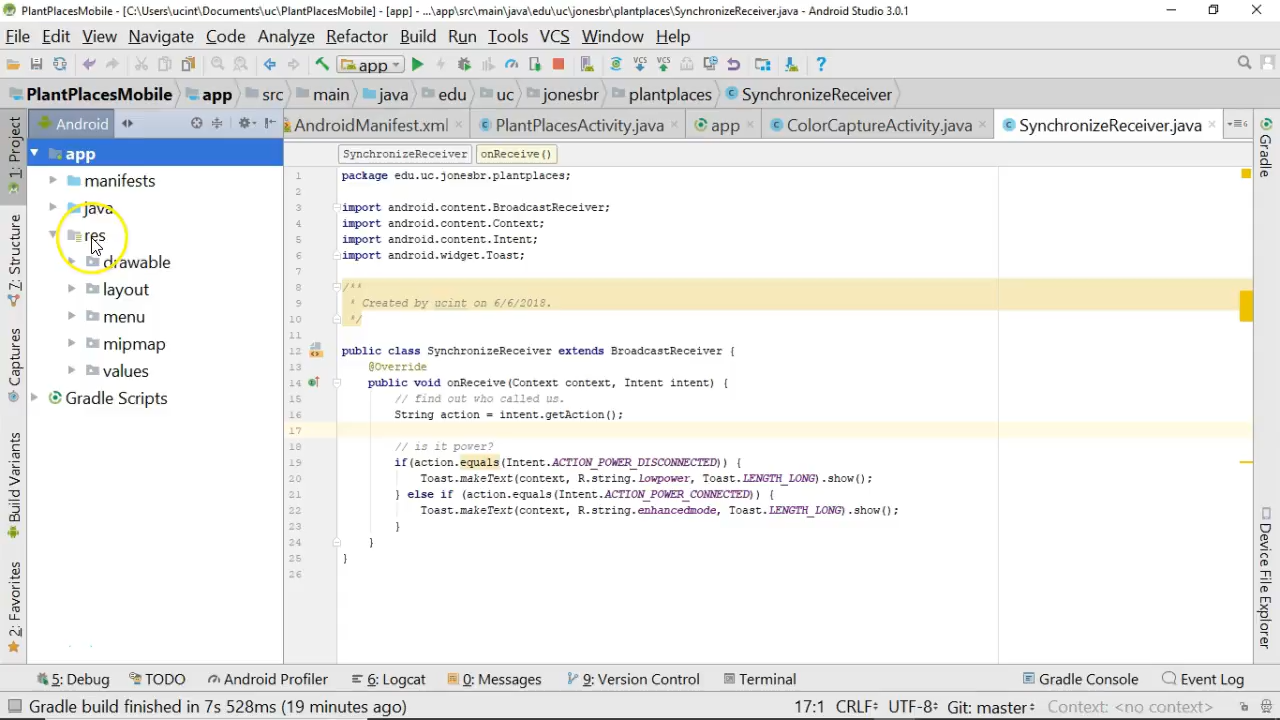 PlantPlacesMobile - [C:\Users\ucint\Documents\uc\PlantPlacesMobile] - [app] - ...\app\src\main\java\edu\uc\jonesbr\plantplaces\SynchronizeReceiver.java - Android Studio 3.0.1
File Edit View Navigate Code Analyze Refactor Build Run Tools VCS Window Help
app
PlantPlacesMobile app src main java edu uc jonesbr plantplaces SynchronizeReceiver
Android
AndroidManifest.xml PlantPlacesActivity.java app ColorCaptureActivity.java SynchronizeReceiver.java
SynchronizeReceiver onReceive()
1: Project
Z: Structure
Captures
Build Variants
2: Favorites
app
manifests
java
res
drawable
layout
menu
mipmap
values
Gradle Scripts
1 package edu.uc.jonesbr.plantplaces;
2
3 import android.content.BroadcastReceiver;
4 import android.content.Context;
5 import android.content.Intent;
6 import android.widget.Toast;
7
8 /**
9 * Created by ucint on 6/6/2018.
10 */
11
12 public class SynchronizeReceiver extends BroadcastReceiver {
13 @Override
14 public void onReceive(Context context, Intent intent) {
15 // find out who called us.
16 String action = intent.getAction();
17
18 // is it power?
19 if(action.equals(Intent.ACTION_POWER_DISCONNECTED)) {
20 Toast.makeText(context, R.string.lowpower, Toast.LENGTH_LONG).show();
21 } else if (action.equals(Intent.ACTION_POWER_CONNECTED)) {
22 Toast.makeText(context, R.string.enhancedmode, Toast.LENGTH_LONG).show();
23 }
24 }
25 }
26
Gradle
Device File Explorer
5: Debug TODO Android Profiler 6: Logcat 0: Messages 9: Version Control Terminal Gradle Console Event Log
Gradle build finished in 7s 528ms (19 minutes ago) 17:1 CRLF UTF-8 Git: master Context: <no context>